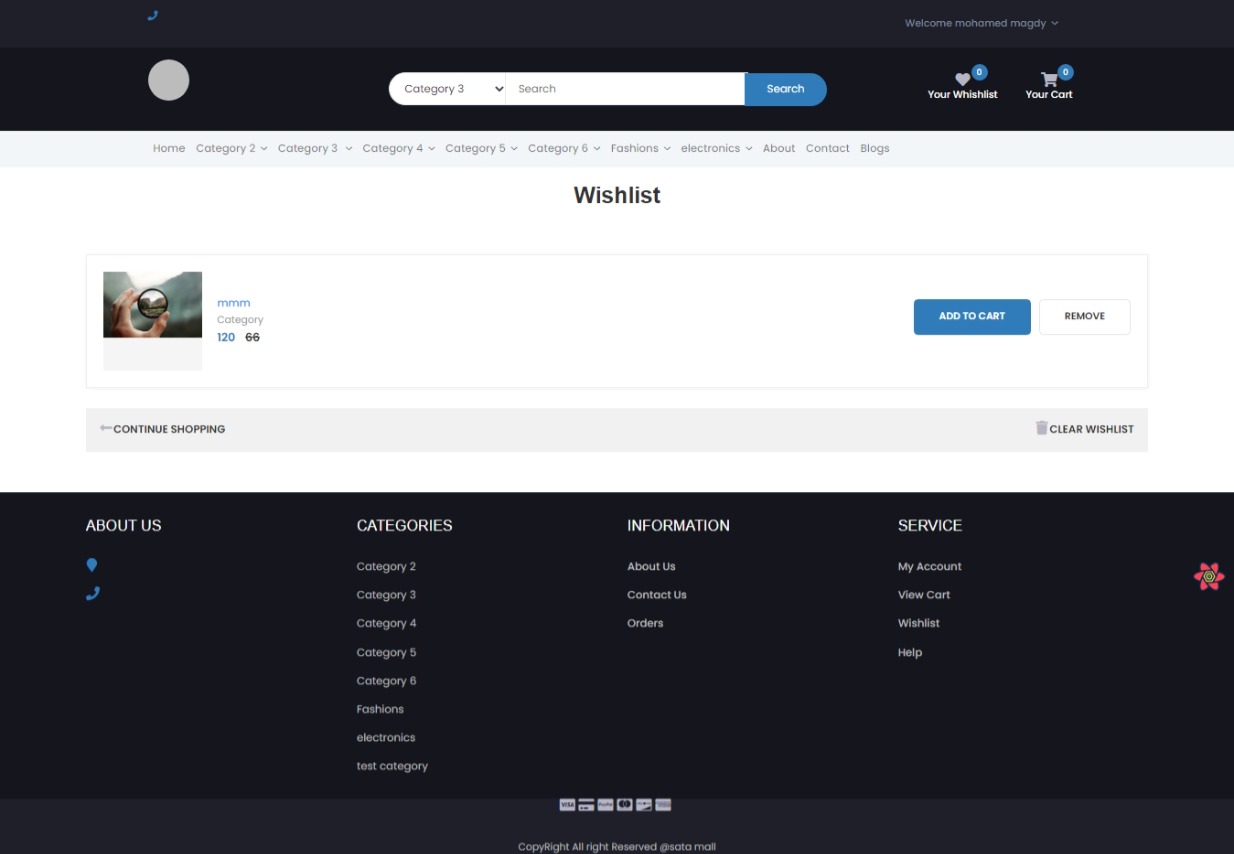 Welcome mohamed magdy
Category 3 Search Search
0 0
Your Whishlist Your Cart
Home Category 2 Category 3 Category 4 Category 5 Category 6 Fashions electronics About Contact Blogs
Wishlist
mmm
Category
120 66
ADD TO CART REMOVE
CONTINUE SHOPPING CLEAR WISHLIST
ABOUT US
CATEGORIES
Category 2
Category 3
Category 4
Category 5
Category 6
Fashions
electronics
test category
INFORMATION
About Us
Contact Us
Orders
SERVICE
My Account
View Cart
Wishlist
Help
VISA PayPal
CopyRight All right Reserved @sata mall